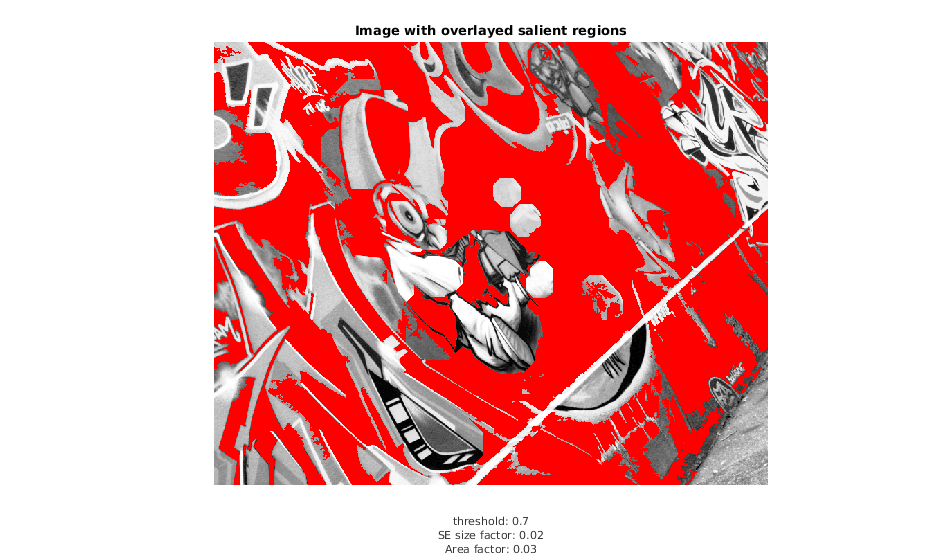 Image with overlayed salient regions
threshold: 0.7
SE size factor: 0.02
Area factor: 0.03